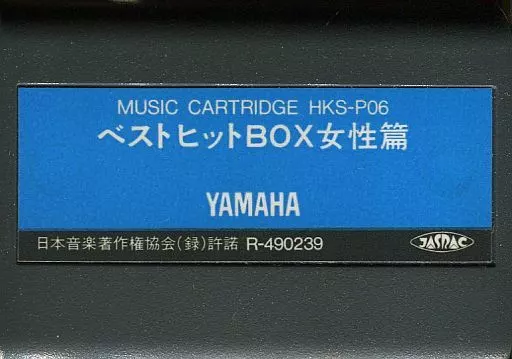 MUSIC CARTRIDGE HKS-P06
ベストヒットBOX女性篇
YAMAHA
日本音楽著作権協会(録)許諾 R-490239
JASRAC